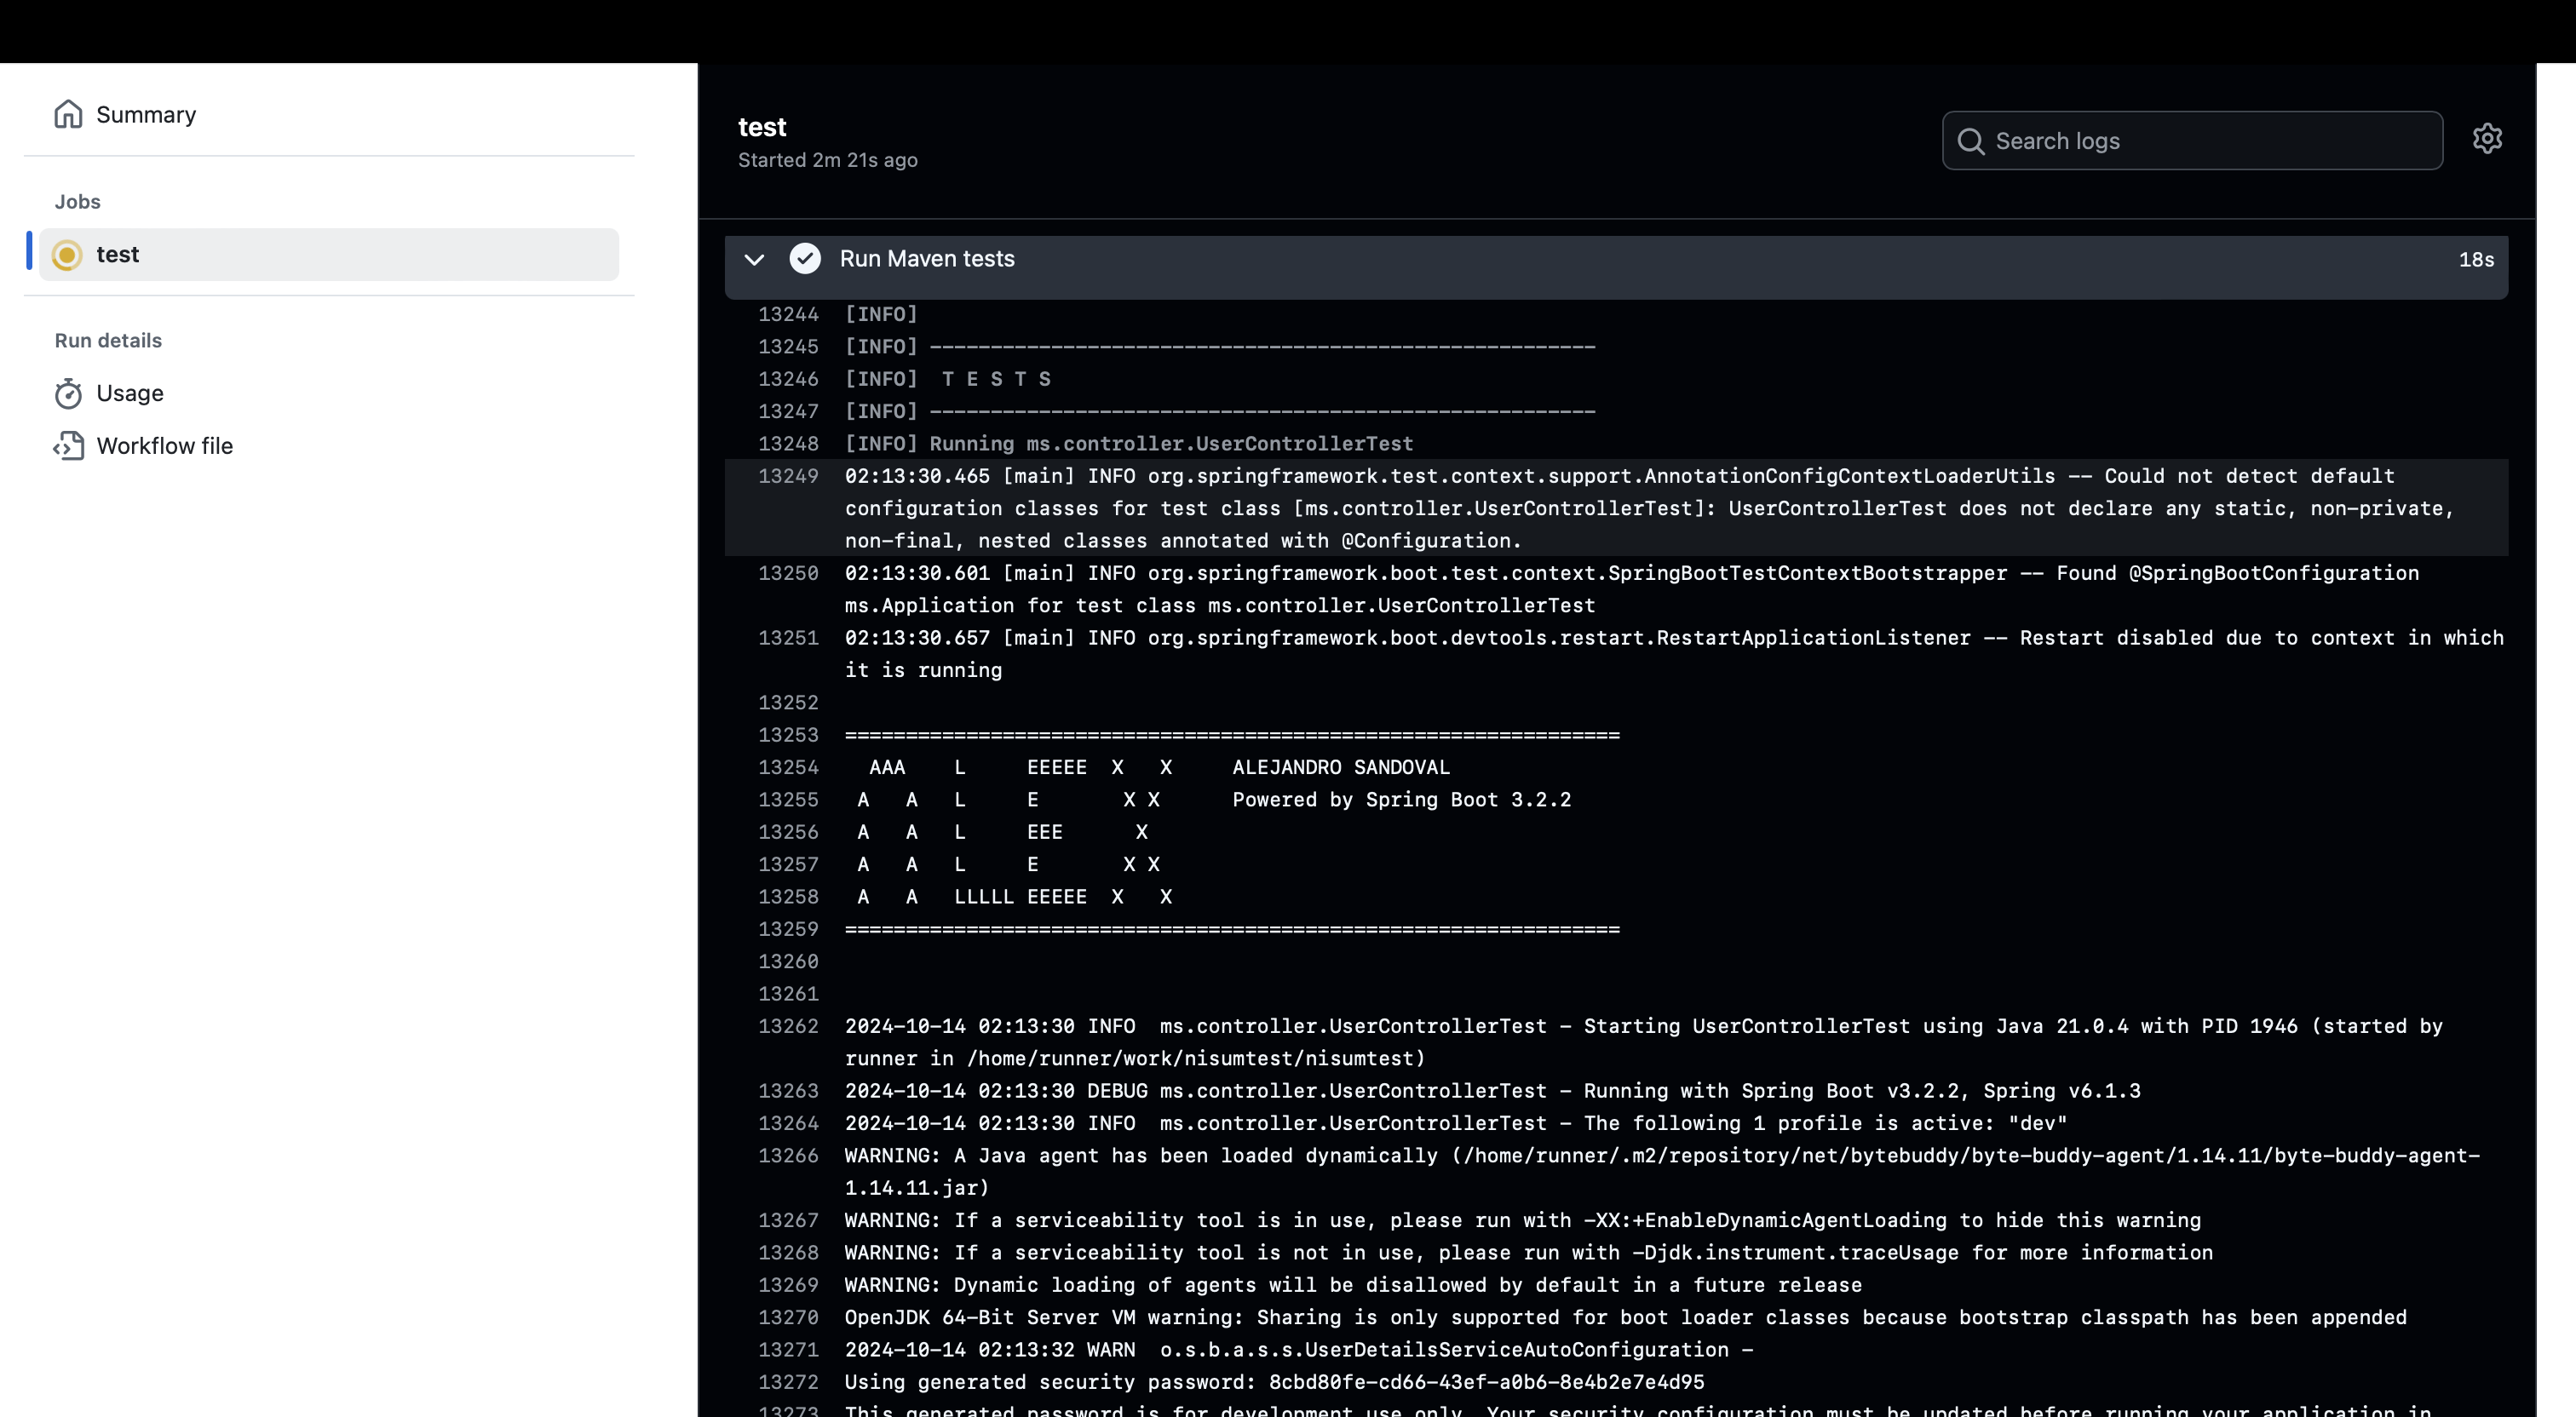 Summary
Jobs
test
Run details
Usage
Workflow file
test
Started 2m 21s ago
Search logs
Run Maven tests
18s
13244 [INFO]
13245 [INFO] -------------------------------------------------------
13246 [INFO]  T E S T S
13247 [INFO] -------------------------------------------------------
13248 [INFO] Running ms.controller.UserControllerTest
13249 02:13:30.465 [main] INFO org.springframework.test.context.support.AnnotationConfigContextLoaderUtils -- Could not detect default
configuration classes for test class [ms.controller.UserControllerTest]: UserControllerTest does not declare any static, non-private,
non-final, nested classes annotated with @Configuration.
13250 02:13:30.601 [main] INFO org.springframework.boot.test.context.SpringBootTestContextBootstrapper -- Found @SpringBootConfiguration
ms.Application for test class ms.controller.UserControllerTest
13251 02:13:30.657 [main] INFO org.springframework.boot.devtools.restart.RestartApplicationListener -- Restart disabled due to context in which
it is running
13252
13253 ================================================================
13254   AAA    L     EEEEE  X   X     ALEJANDRO SANDOVAL
13255  A   A   L     E       X X      Powered by Spring Boot 3.2.2
13256  A   A   L     EEE      X
13257  A   A   L     E       X X
13258  A   A   LLLLL EEEEE  X   X
13259 ================================================================
13260
13261
13262 2024-10-14 02:13:30 INFO  ms.controller.UserControllerTest - Starting UserControllerTest using Java 21.0.4 with PID 1946 (started by
runner in /home/runner/work/nisumtest/nisumtest)
13263 2024-10-14 02:13:30 DEBUG ms.controller.UserControllerTest - Running with Spring Boot v3.2.2, Spring v6.1.3
13264 2024-10-14 02:13:30 INFO  ms.controller.UserControllerTest - The following 1 profile is active: "dev"
13266 WARNING: A Java agent has been loaded dynamically (/home/runner/.m2/repository/net/bytebuddy/byte-buddy-agent/1.14.11/byte-buddy-agent-
1.14.11.jar)
13267 WARNING: If a serviceability tool is in use, please run with -XX:+EnableDynamicAgentLoading to hide this warning
13268 WARNING: If a serviceability tool is not in use, please run with -Djdk.instrument.traceUsage for more information
13269 WARNING: Dynamic loading of agents will be disallowed by default in a future release
13270 OpenJDK 64-Bit Server VM warning: Sharing is only supported for boot loader classes because bootstrap classpath has been appended
13271 2024-10-14 02:13:32 WARN  o.s.b.a.s.s.UserDetailsServiceAutoConfiguration -
13272 Using generated security password: 8cbd80fe-cd66-43ef-a0b6-8e4b2e7e4d95
13273 This generated password is for development use only. Your security configuration must be updated before running your application in